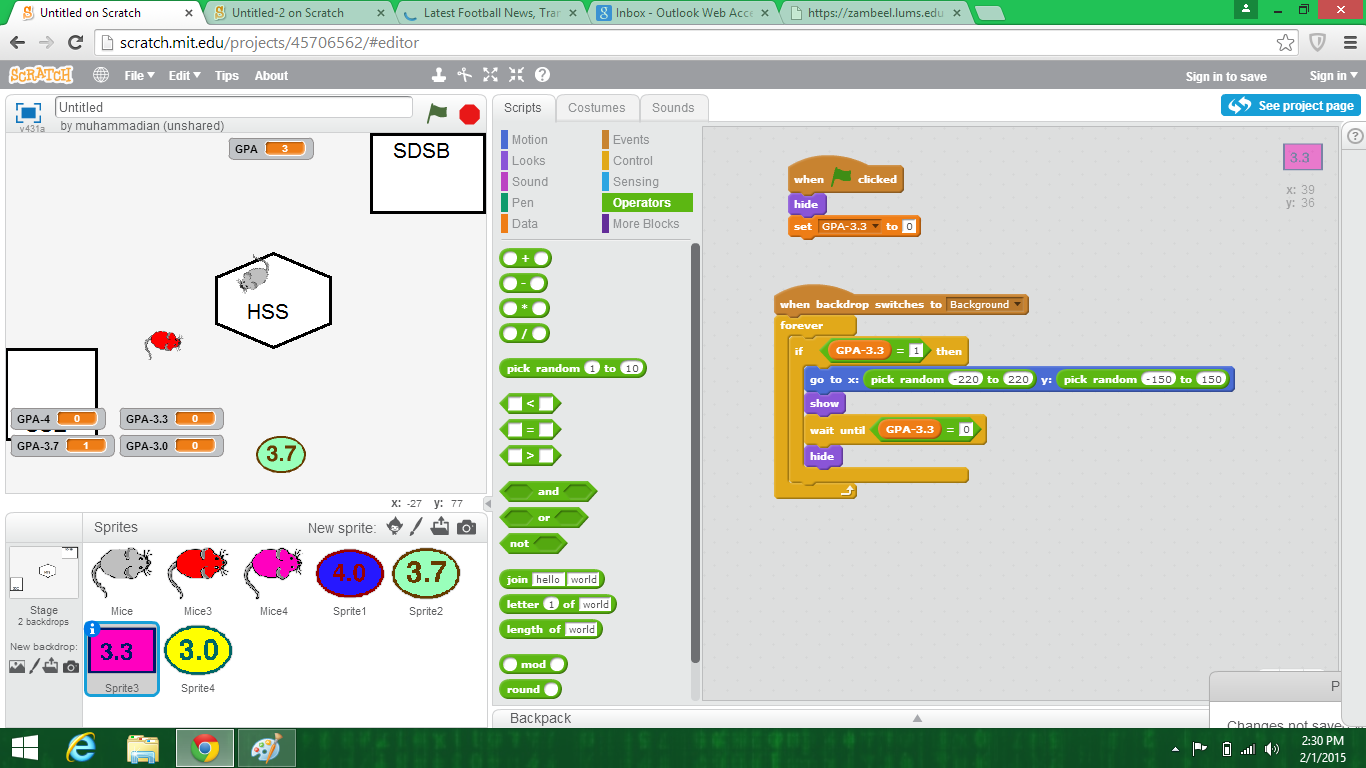 Untitled on Scratch
Untitled-2 on Scratch
Latest Football News, Tran
Inbox - Outlook Web Acce
https://zambeel.lums.edu
scratch.mit.edu/projects/45706562/#editor
SCRATCH File Edit Tips About Sign in to save Sign in
Untitled
by muhammadian (unshared)
v431a
Scripts Costumes Sounds
See project page
GPA 3
SDSB
HSS
GPA-4 0 GPA-3.3 0
GPA-3.7 1 GPA-3.0 0
3.7
x: -27 y: 77
Motion Events
Looks Control
Sound Sensing
Pen Operators
Data More Blocks
+
-
*
/
pick random 1 to 10
<
=
>
and
or
not
join hello world
letter 1 of world
length of world
mod
round
when clicked
hide
set GPA-3.3 to 0
when backdrop switches to Background
forever
if GPA-3.3 = 1 then
go to x: pick random -220 to 220 y: pick random -150 to 150
show
wait until GPA-3.3 = 0
hide
3.3
x: 39
y: 36
?
Sprites New sprite:
Stage
2 backdrops
New backdrop:
Mice Mice3 Mice4
4.0
Sprite1
3.7
Sprite2
i
3.3
Sprite3
3.0
Sprite4
Backpack
P
Changes not save
2:30 PM
2/1/2015